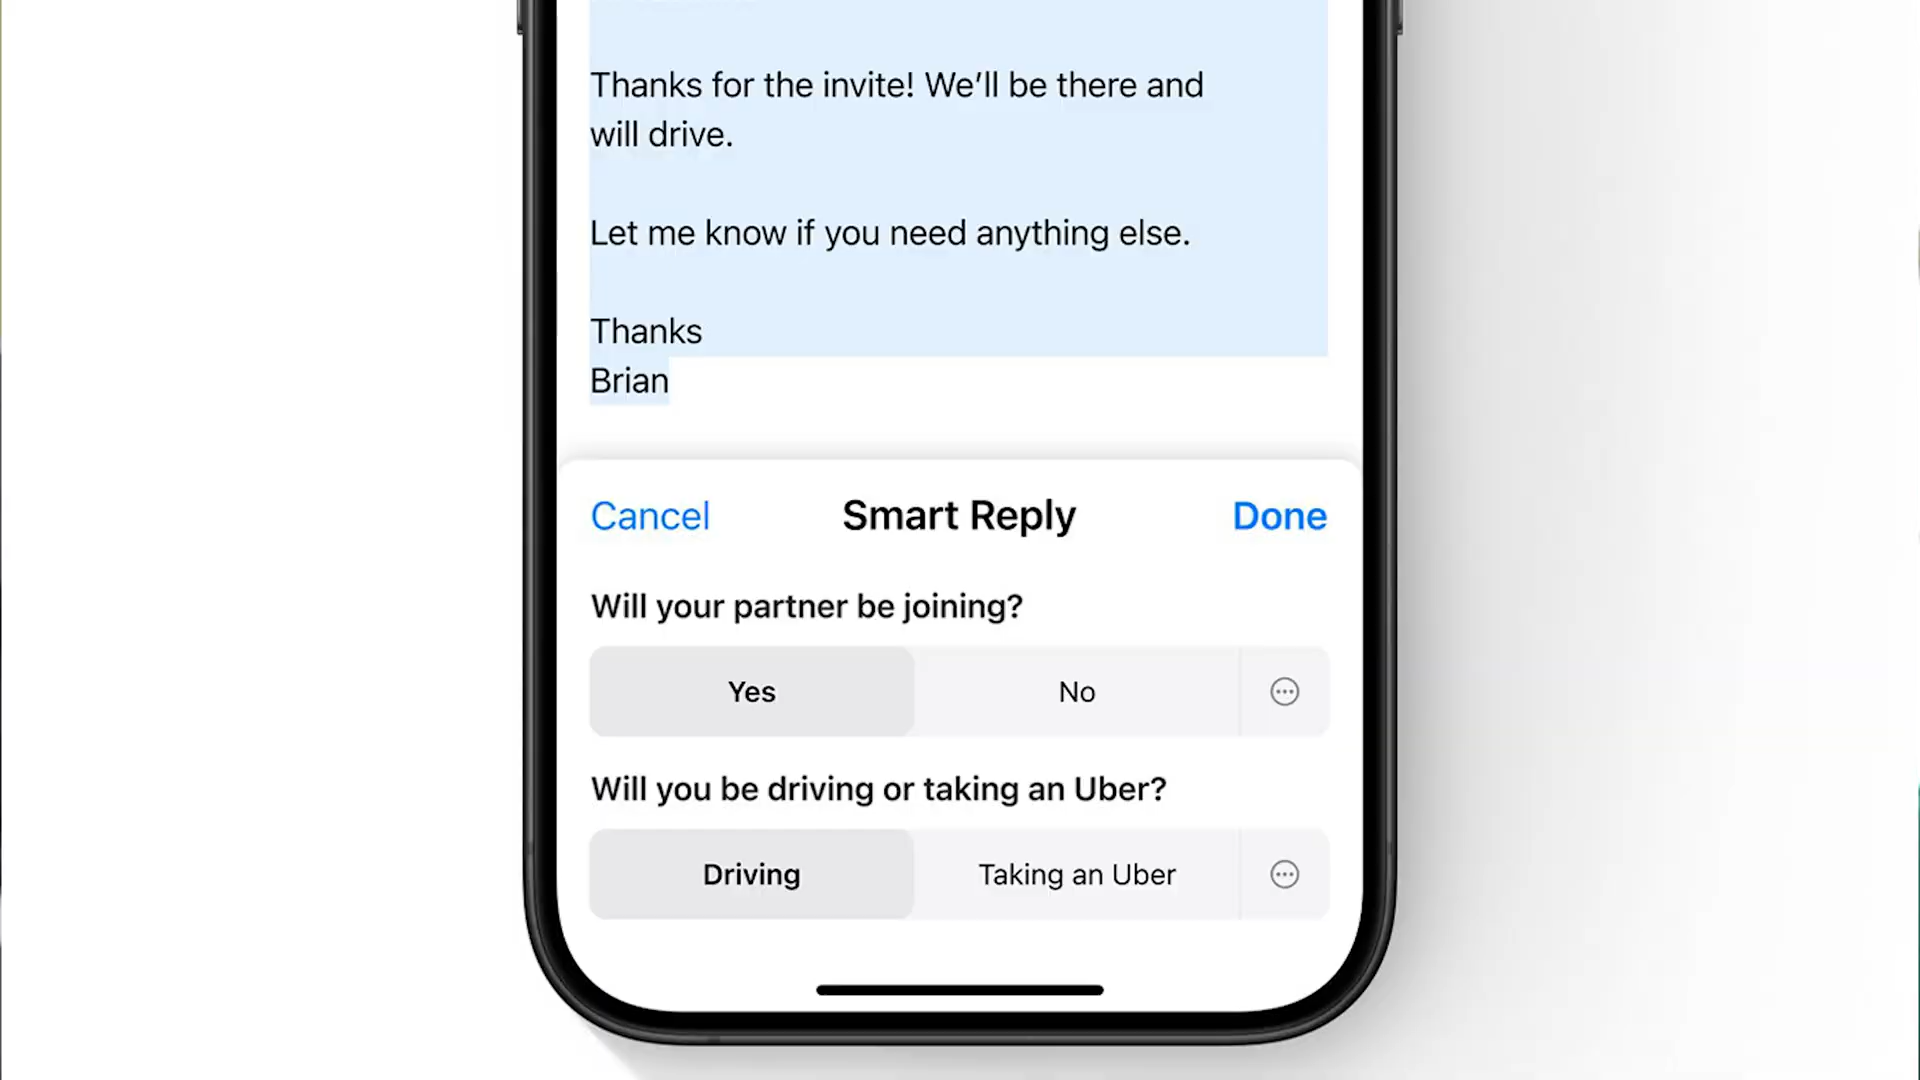 Thanks for the invite! We’ll be there and
will drive.
Let me know if you need anything else.
Thanks
Brian
Cancel
Smart Reply
Done
Will your partner be joining?
Yes
No
Will you be driving or taking an Uber?
Driving
Taking an Uber